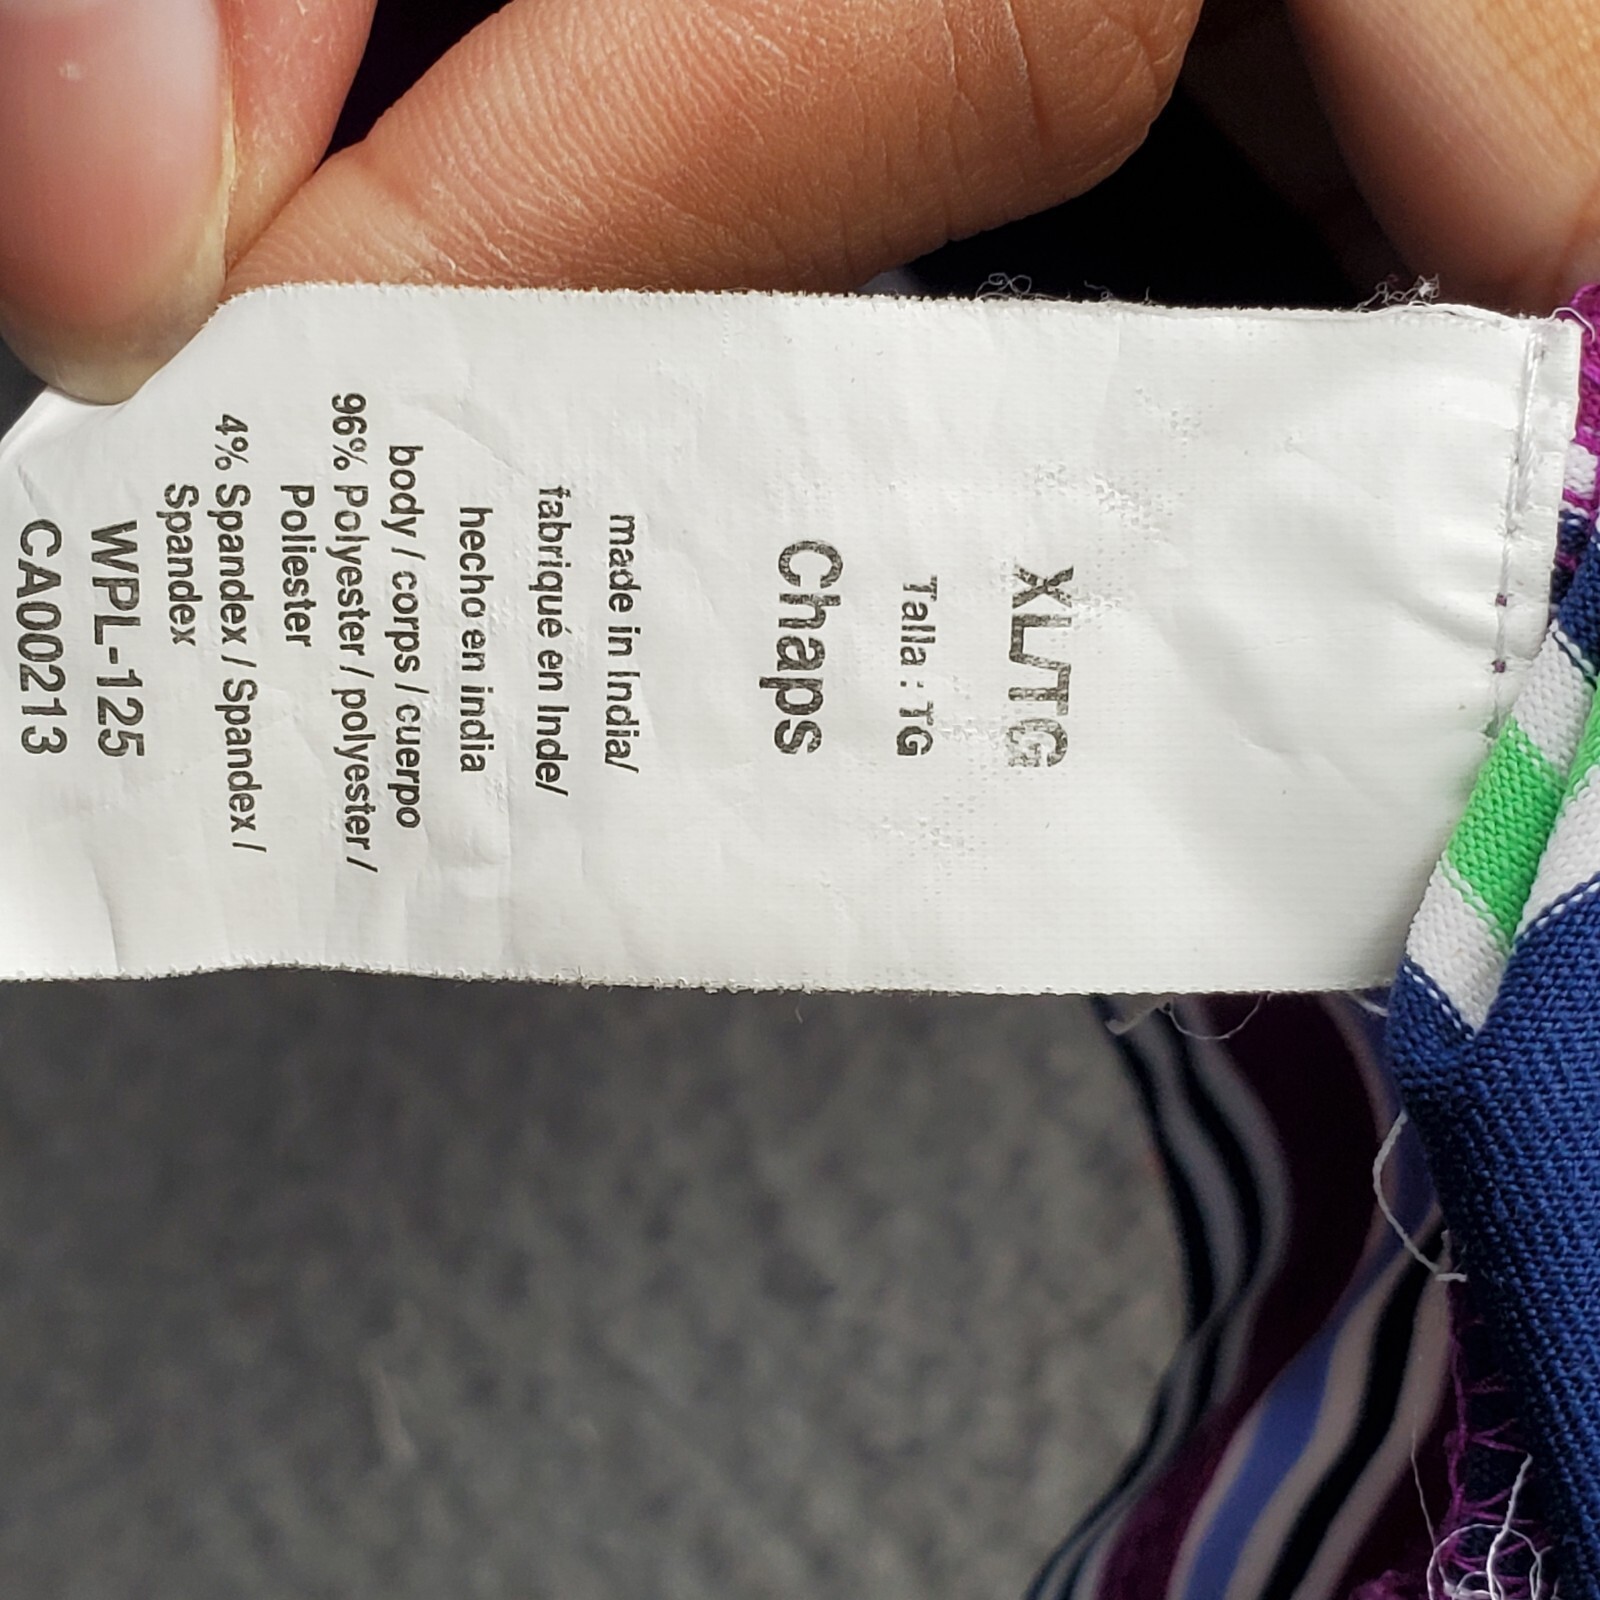 XL/TG
Talla : TG
Chaps
made in India/
fabriqué en Inde/
hecho en india
body / corps / cuerpo
96% Polyester / polyester /
Poliester
4% Spandex / Spandex /
Spandex
WPL-125
CA00213